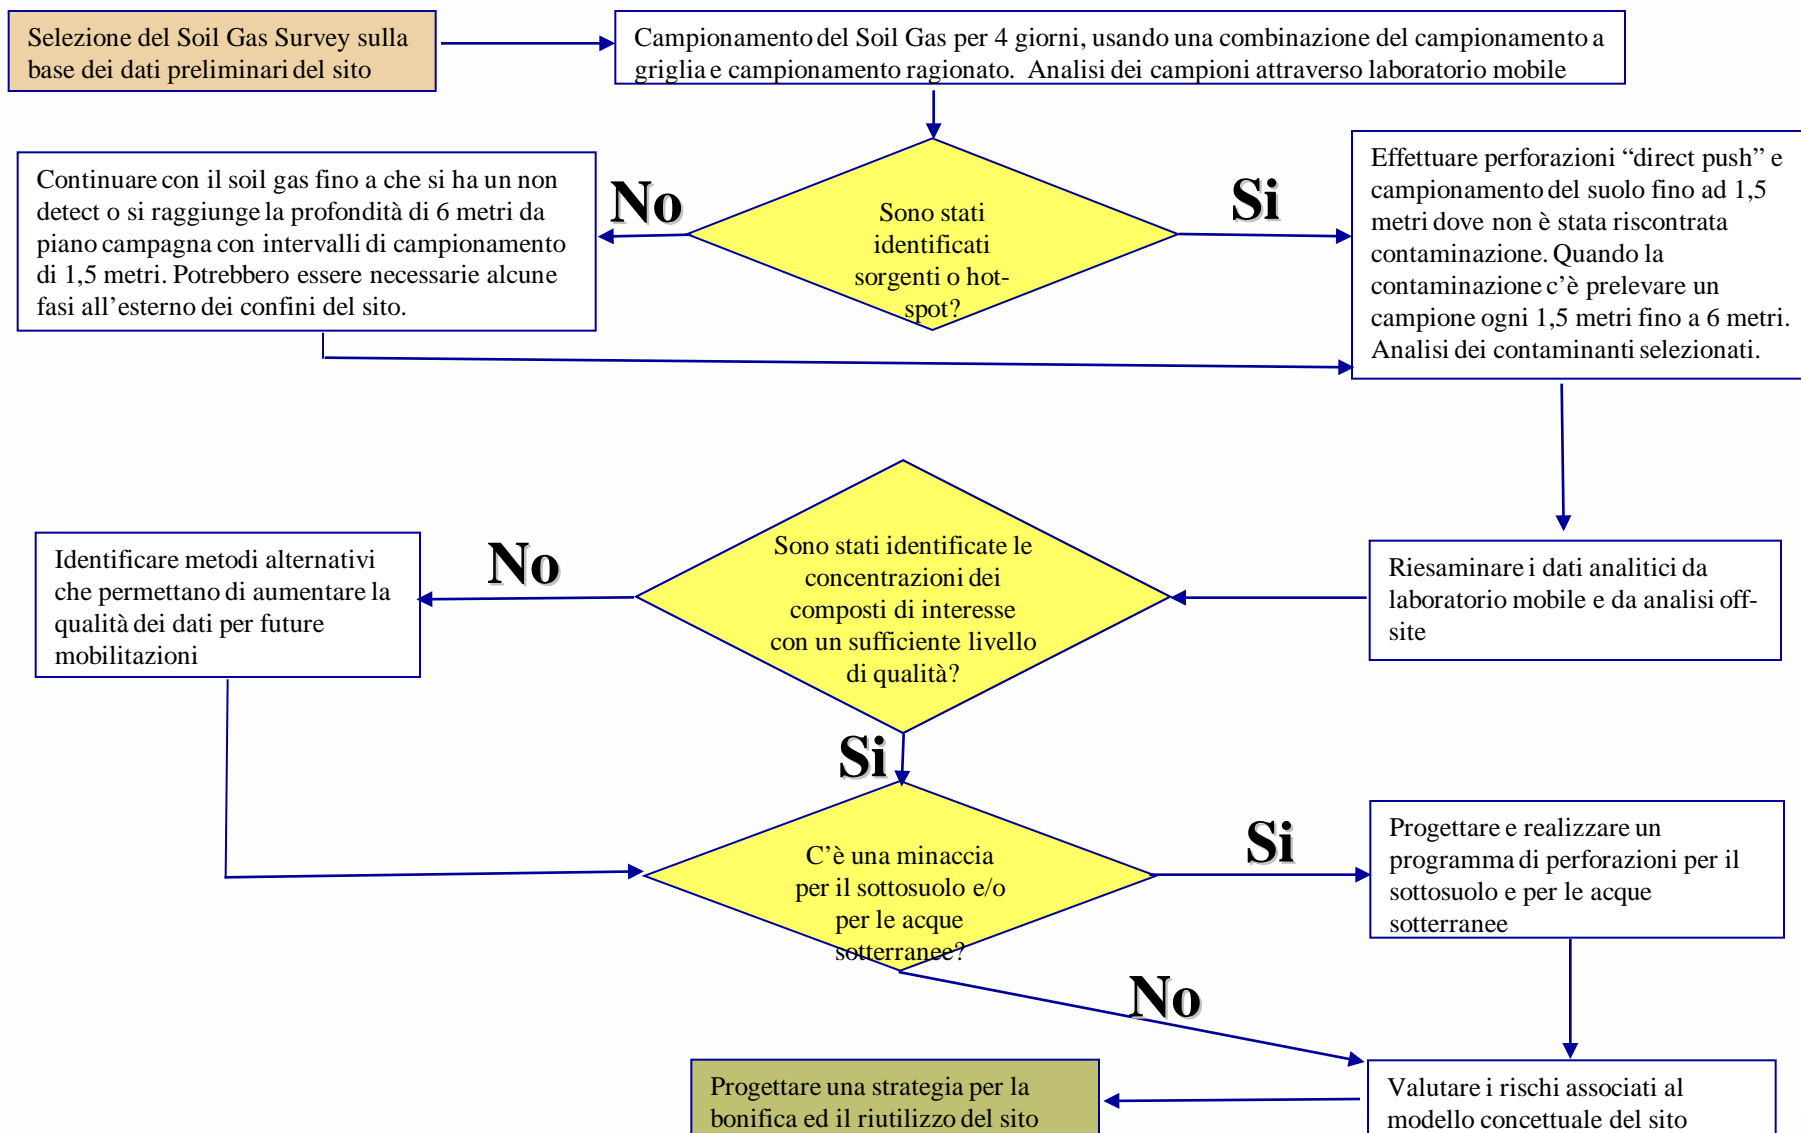 Selezione del Soil Gas Survey sulla
base dei dati preliminari del sito
Campionamento del Soil Gas per 4 giorni, usando una combinazione del campionamento a
griglia e campionamento ragionato. Analisi dei campioni attraverso laboratorio mobile
Continuare con il soil gas fino a che si ha un non
detect o si raggiunge la profondità di 6 metri da
piano campagna con intervalli di campionamento
di 1,5 metri. Potrebbero essere necessarie alcune
fasi all'esterno dei confini del sito.
No
Sono stati
identificati
sorgenti o hot-
spot?
Si
Effettuare perforazioni “direct push” e
campionamento del suolo fino ad 1,5
metri dove non è stata riscontrata
contaminazione. Quando la
contaminazione c'è prelevare un
campione ogni 1,5 metri fino a 6 metri.
Analisi dei contaminanti selezionati.
Identificare metodi alternativi
che permettano di aumentare la
qualità dei dati per future
mobilitazioni
No
Sono stati identificate le
concentrazioni dei
composti di interesse
con un sufficiente livello
di qualità?
Riesaminare i dati analitici da
laboratorio mobile e da analisi off-
site
Si
C'è una minaccia
per il sottosuolo e/o
per le acque
sotterranee?
Si
Progettare e realizzare un
programma di perforazioni per il
sottosuolo e per le acque
sotterranee
No
Progettare una strategia per la
bonifica ed il riutilizzo del sito
Valutare i rischi associati al
modello concettuale del sito